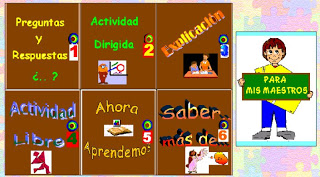 Preguntas
Y
Respuestas
¿.. ?
1
Actividad
Dirigida
2
Explicación
3
Actividad
Libre
4
Ahora
Aprendemo:
5
Saber..
más de..
6
PARA
MIS MAESTROS